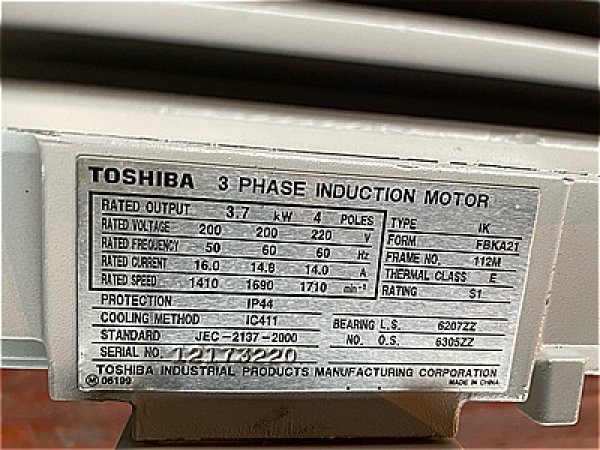 TOSHIBA 3 PHASE INDUCTION MOTOR
RATED OUTPUT 3.7 kW 4 POLES
RATED VOLTAGE 200 200 220 V
RATED FREQUENCY 50 60 60 Hz
RATED CURRENT 16.0 14.6 14.0 A
RATED SPEED 1410 1690 1710 min⁻¹
TYPE IK
FORM FBKA21
FRAME NO. 112M
THERMAL CLASS E
RATING S1
PROTECTION IP44
COOLING METHOD IC411
STANDARD JEC-2137-2000
SERIAL NO. 12173220
BEARING L.S. 6207ZZ
NO. O.S. 6305ZZ
TOSHIBA INDUSTRIAL PRODUCTS MANUFACTURING CORPORATION
M 06199 MADE IN CHINA